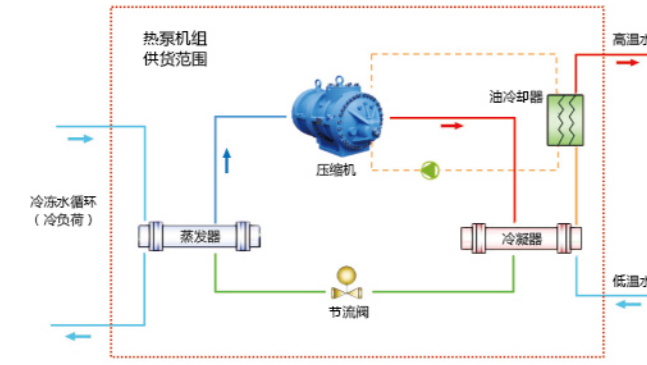 热泵机组
供货范围
高温水
油冷却器
压缩机
冷冻水循环
（冷负荷）
蒸发器
冷凝器
低温水
节流阀